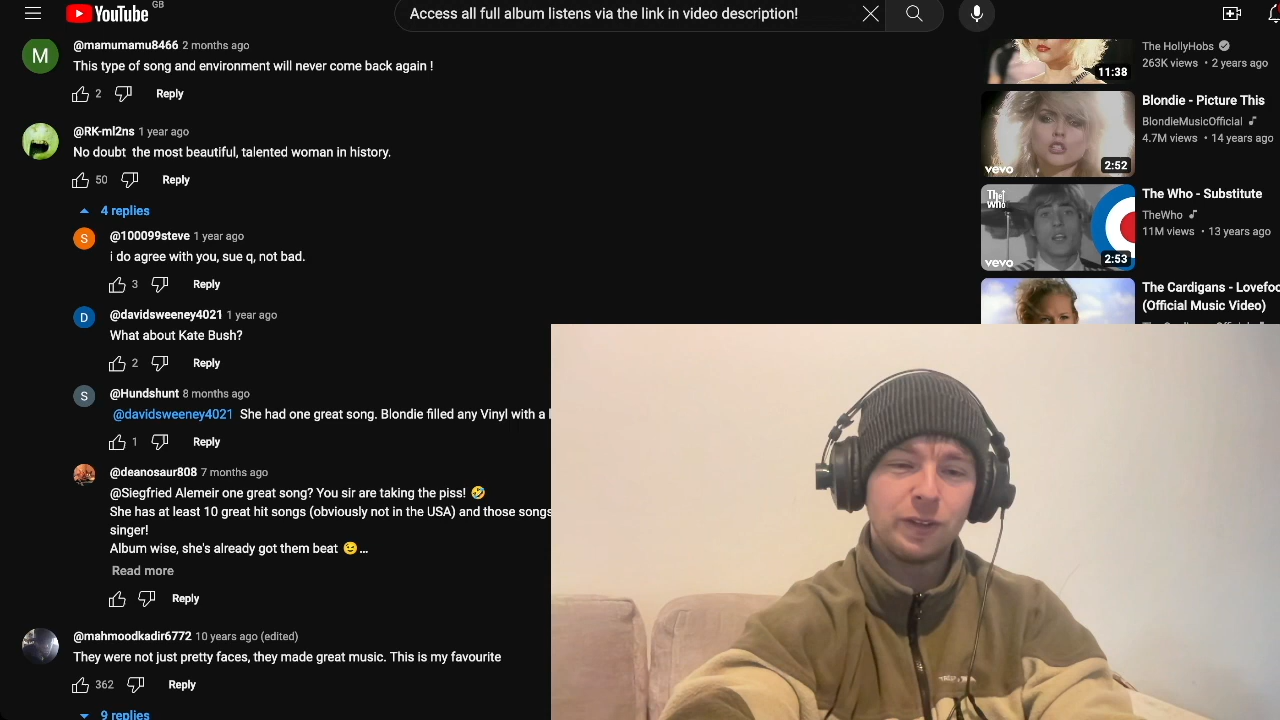 YouTube GB
Access all full album listens via the link in video description!
@mamumamu8466 2 months ago
This type of song and environment will never come back again !
2 Reply
@RK-ml2ns 1 year ago
No doubt the most beautiful, talented woman in history.
50 Reply
4 replies
@100099steve 1 year ago
i do agree with you, sue q, not bad.
3 Reply
@davidsweeney4021 1 year ago
What about Kate Bush?
2 Reply
@Hundshunt 8 months ago
@davidsweeney4021 She had one great song. Blondie filled any Vinyl with a
1 Reply
@deanosaur808 7 months ago
@Siegfried Alemeir one great song? You sir are taking the piss! 🤣
She has at least 10 great hit songs (obviously not in the USA) and those songs
singer!
Album wise, she's already got them beat 😉...
Read more
Reply
@mahmoodkadir6772 10 years ago (edited)
They were not just pretty faces, they made great music. This is my favourite
362 Reply
9 replies
The HollyHobs
263K views • 2 years ago
11:38
Blondie - Picture This
BlondieMusicOfficial
4.7M views • 14 years ago
vevo 2:52
The Who - Substitute
TheWho
11M views • 13 years ago
The Who
vevo 2:53
The Cardigans - Lovefoo
(Official Music Video)
M
S
D
S